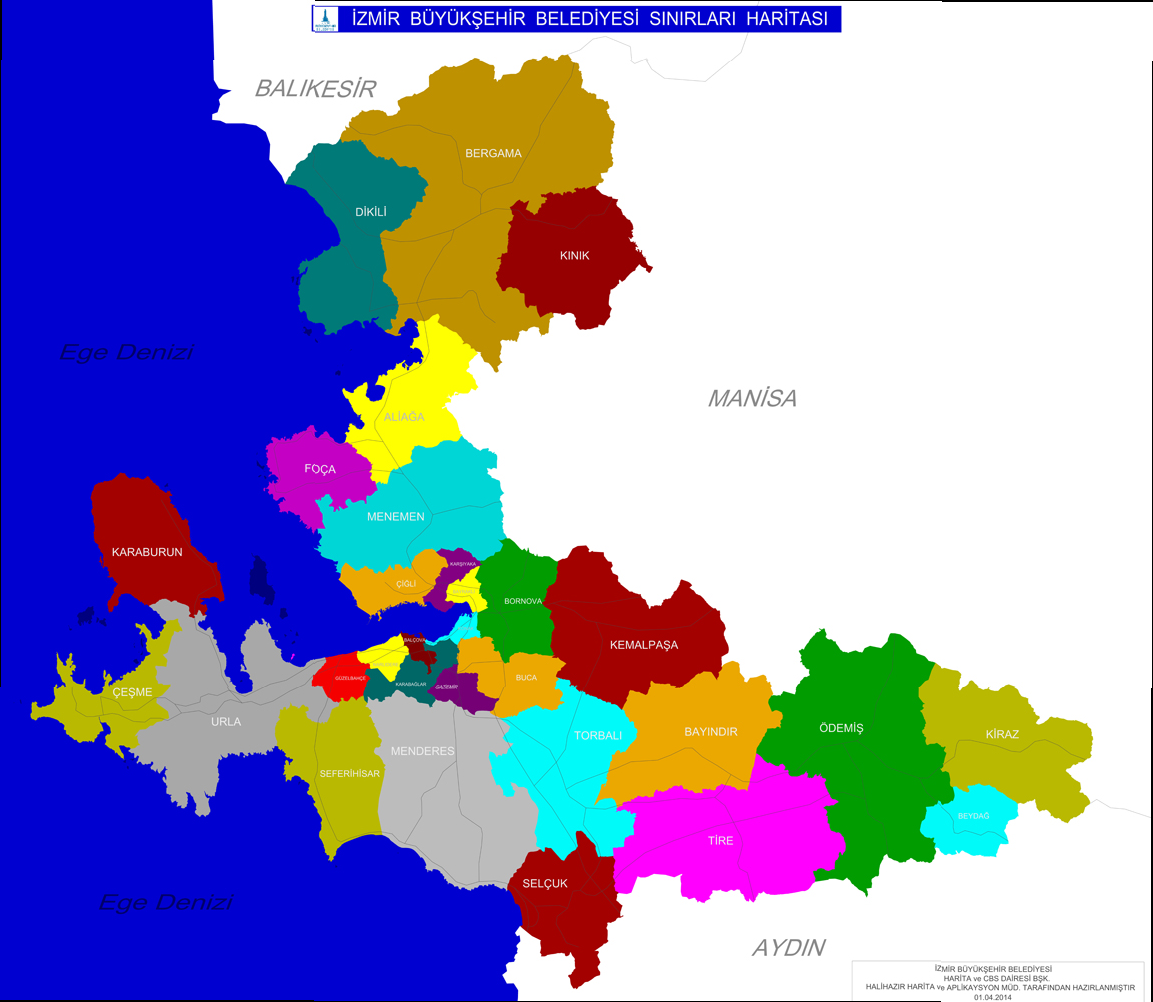 İZMİR BÜYÜKŞEHİR BELEDİYESİ SINIRLARI HARİTASI
BALIKESİR
BERGAMA
DİKİLİ
KINIK
Ege Denizi
MANİSA
ALİAĞA
FOÇA
MENEMEN
KARABURUN
KARŞIYAKA
ÇİĞLİ
BORNOVA
BALÇOVA
KEMALPAŞA
GÜZELBAHÇE
KARABAĞLAR
GAZİEMİR
BUCA
ÇEŞME
URLA
TORBALI
BAYINDIR
ÖDEMİŞ
KİRAZ
MENDERES
SEFERİHİSAR
BEYDAĞ
TİRE
SELÇUK
Ege Denizi
AYDIN
İZMİR BÜYÜKŞEHİR BELEDİYESİ
HARİTA ve CBS DAİRESİ BŞK.
HALİHAZIR HARİTA ve APLİKAYSYON MÜD. TARAFINDAN HAZIRLANMIŞTIR
01.04.2014